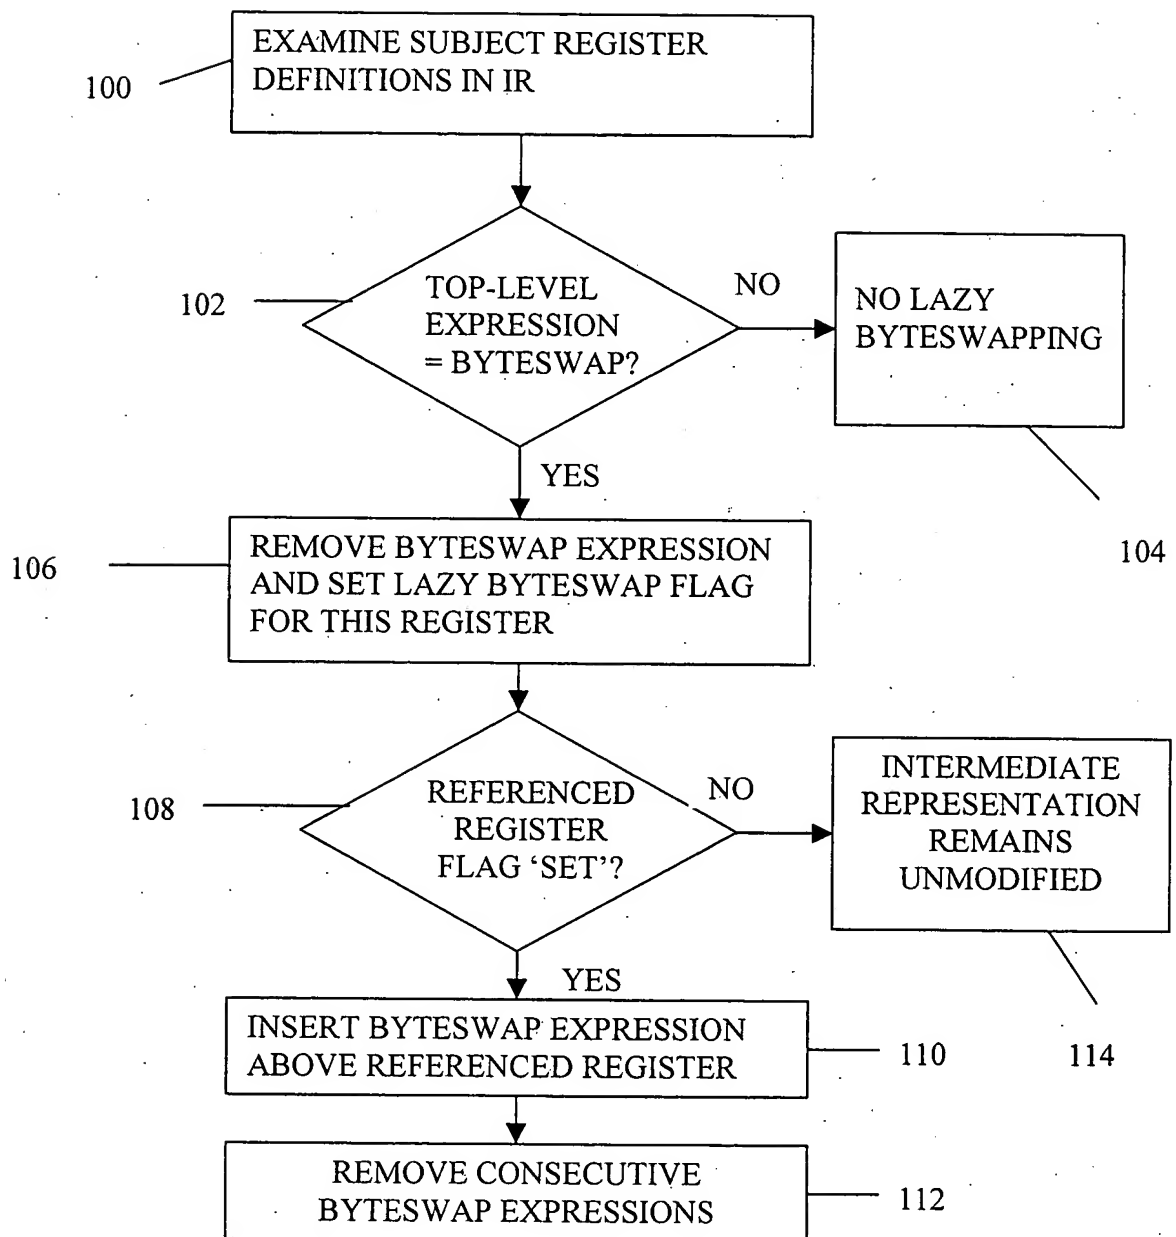 EXAMINE SUBJECT REGISTER
DEFINITIONS IN IR
100
TOP-LEVEL
EXPRESSION
= BYTESWAP?
102
NO
NO LAZY
BYTESWAPPING
104
YES
REMOVE BYTESWAP EXPRESSION
AND SET LAZY BYTESWAP FLAG
FOR THIS REGISTER
106
REFERENCED
REGISTER
FLAG ‘SET’?
108
NO
INTERMEDIATE
REPRESENTATION
REMAINS
UNMODIFIED
114
YES
INSERT BYTESWAP EXPRESSION
ABOVE REFERENCED REGISTER
110
REMOVE CONSECUTIVE
BYTESWAP EXPRESSIONS
112